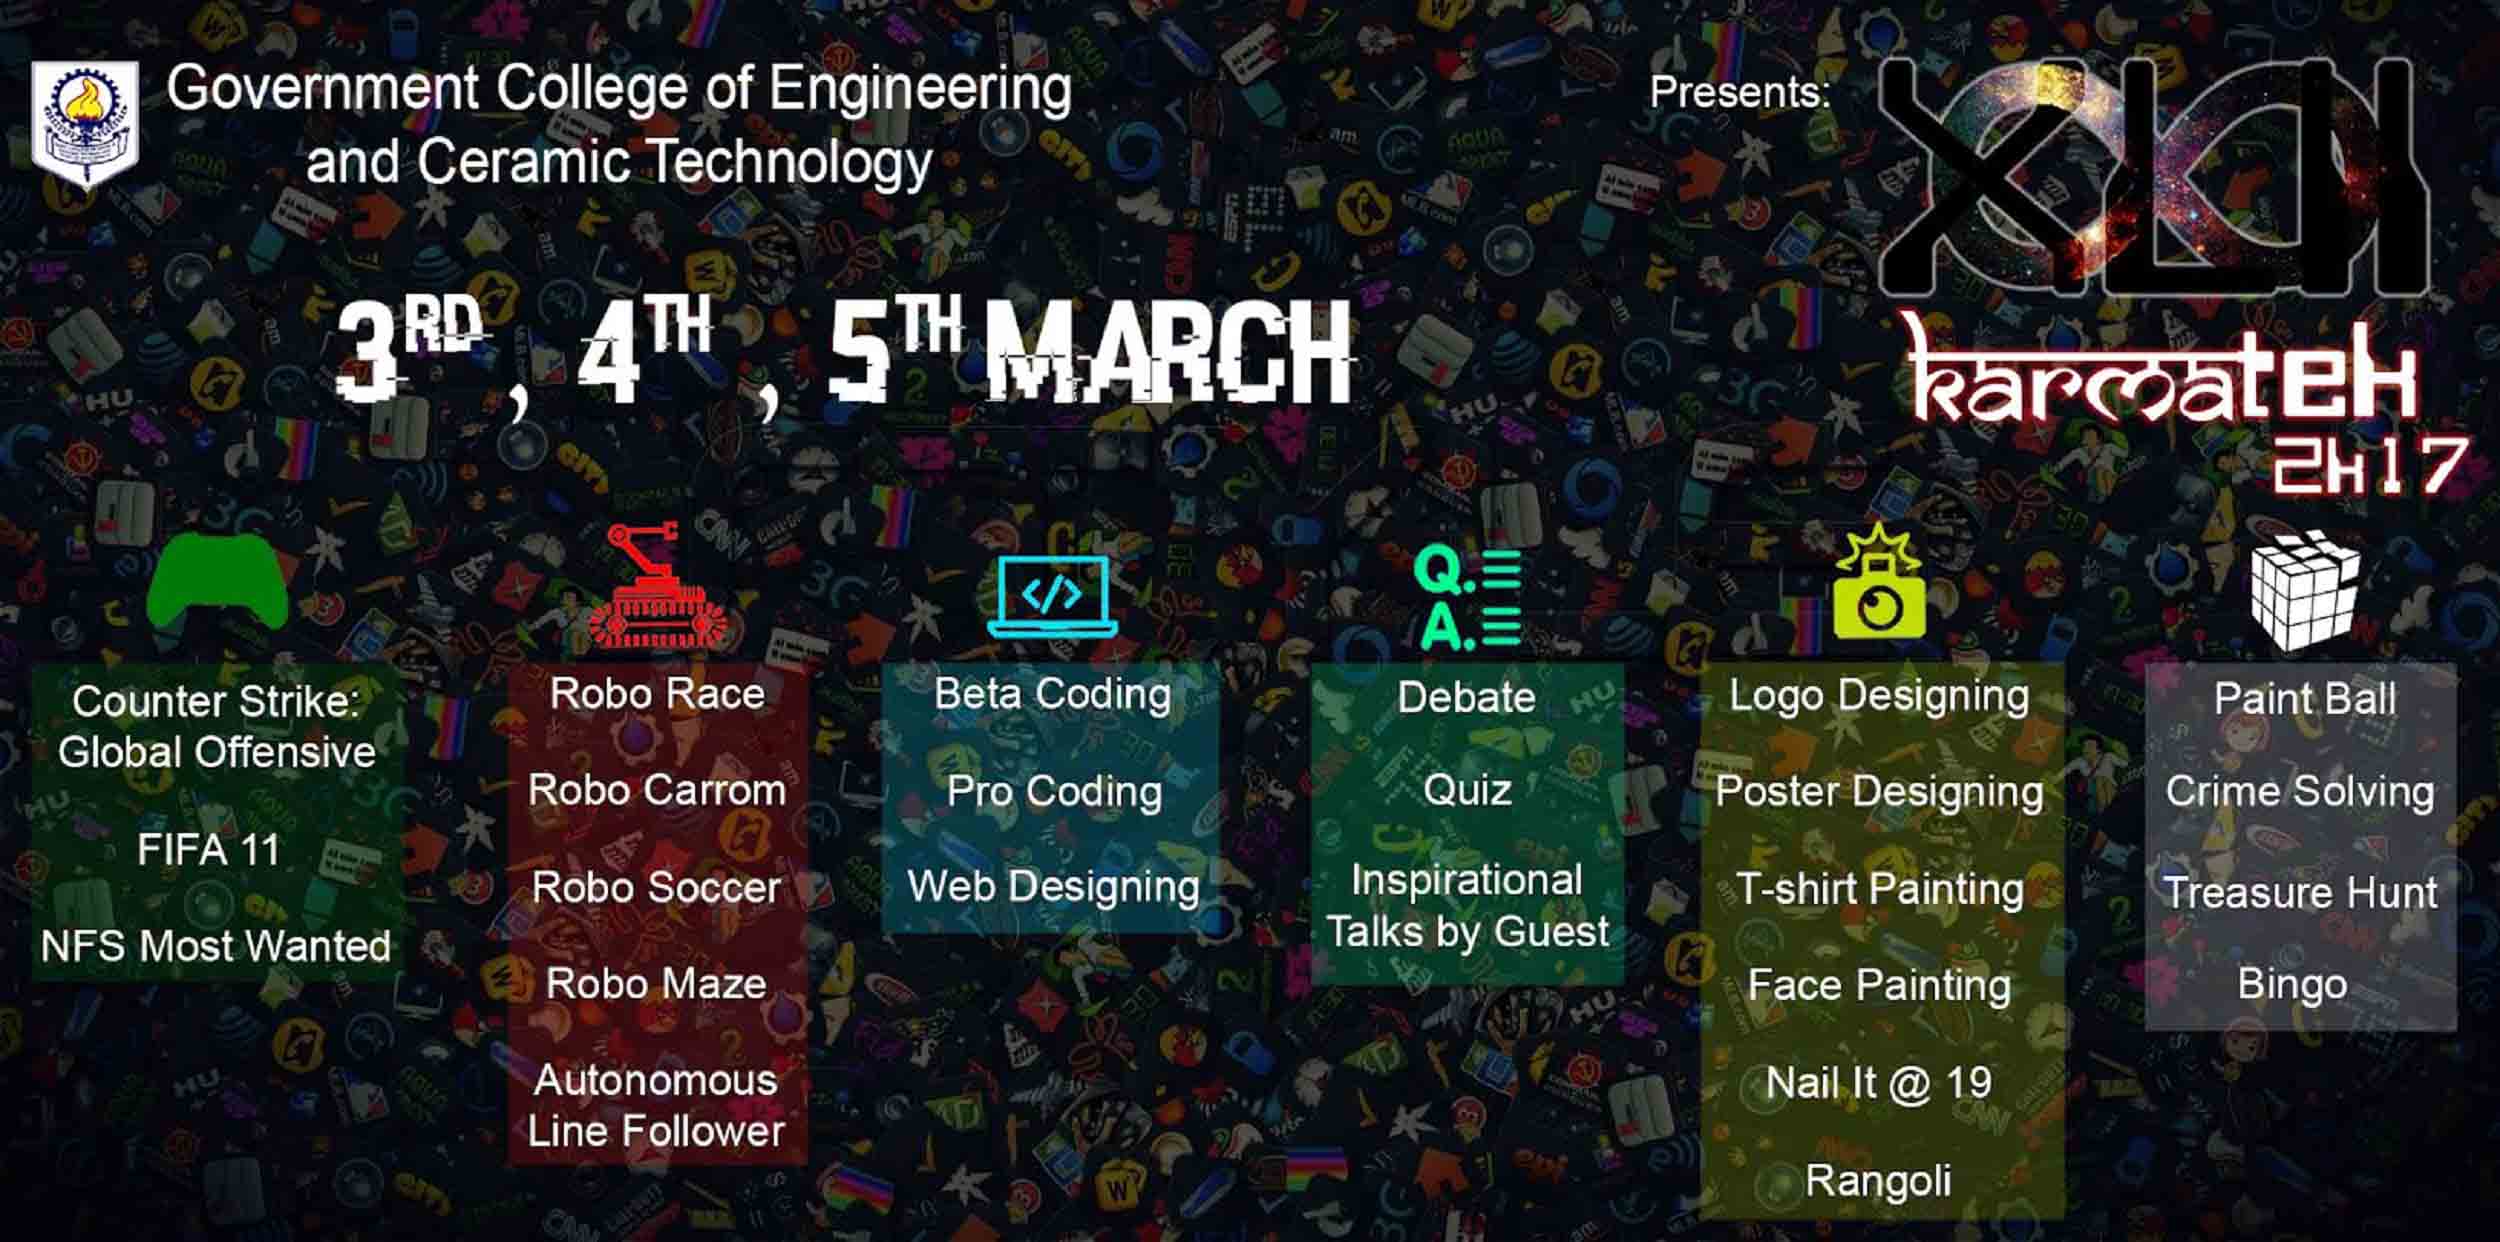 Government College of Engineering
and Ceramic Technology
Presents:
karmatek
2k17
3RD, 4TH, 5TH MARCH
Counter Strike:
Global Offensive
FIFA 11
NFS Most Wanted
Robo Race
Robo Carrom
Robo Soccer
Robo Maze
Autonomous
Line Follower
Beta Coding
Pro Coding
Web Designing
Q.
A.
Debate
Quiz
Inspirational
Talks by Guest
Logo Designing
Poster Designing
T-shirt Painting
Face Painting
Nail It @ 19
Rangoli
Paint Ball
Crime Solving
Treasure Hunt
Bingo